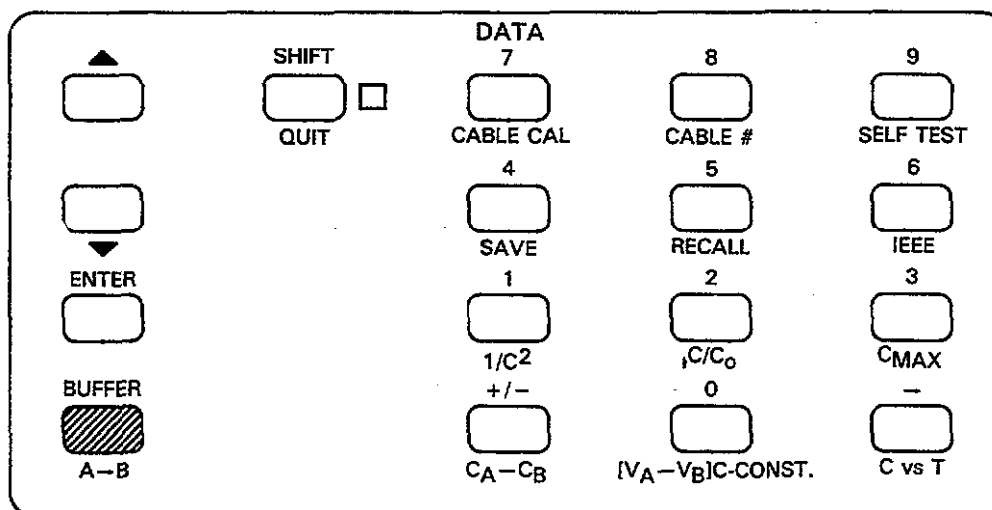 DATA
SHIFT 7 8 9
QUIT CABLE CAL CABLE # SELF TEST
4 5 6
SAVE RECALL IEEE
ENTER 1 2 3
1/C² C/C₀ CMAX
BUFFER +/− 0 −
A→B CA−CB [VA−VB]C-CONST. C vs T